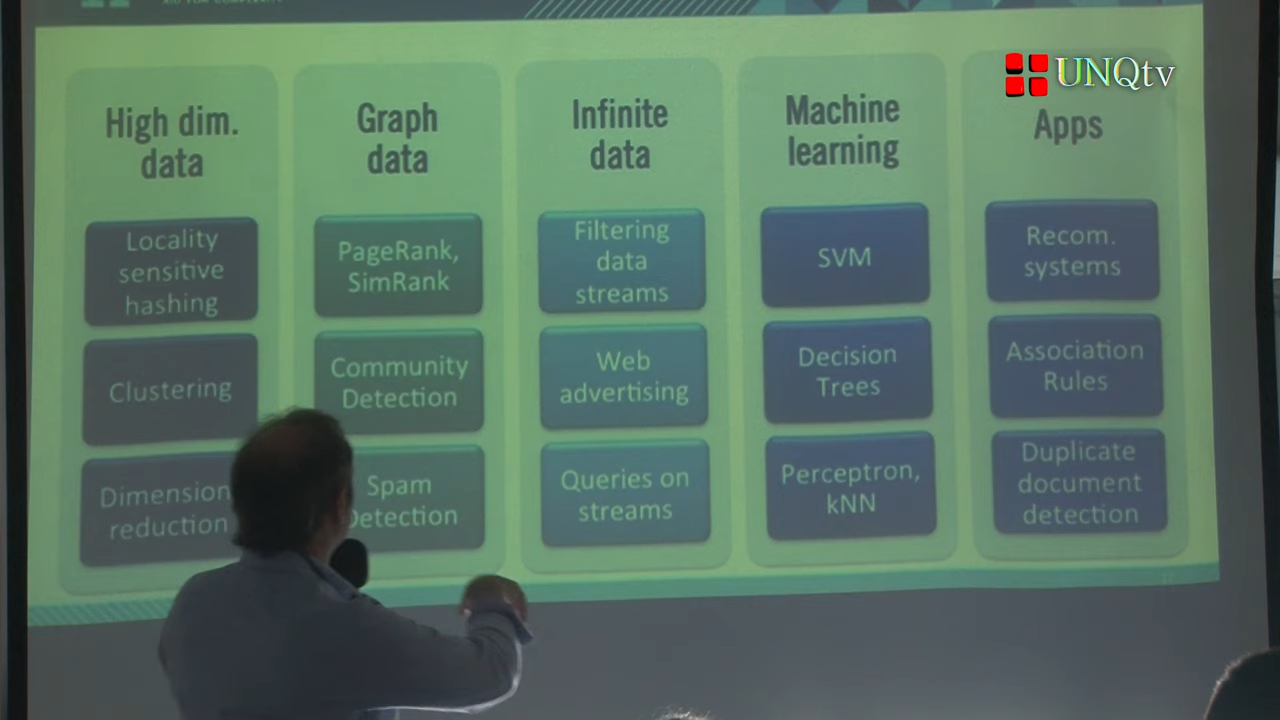 UNQtv
High dim.
data
Locality
sensitive
hashing
Clustering
Dimension
reduction
Graph
data
PageRank,
SimRank
Community
Detection
Spam
Detection
Infinite
data
Filtering
data
streams
Web
advertising
Queries on
streams
Machine
learning
SVM
Decision
Trees
Perceptron,
kNN
Apps
Recom.
systems
Association
Rules
Duplicate
document
detection